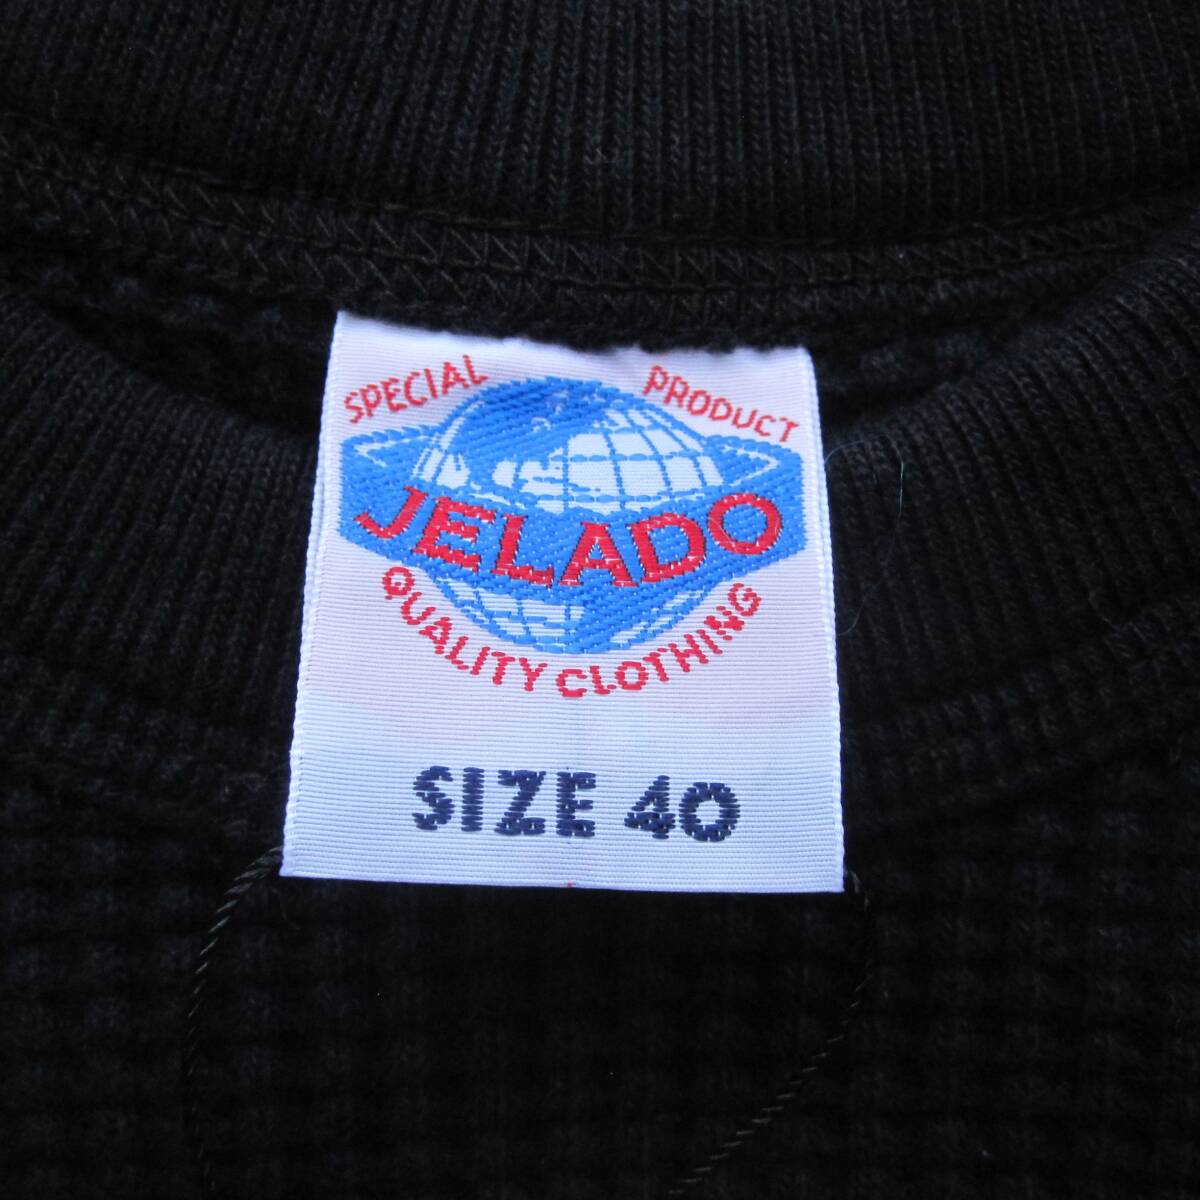 SPECIAL PRODUCT
JELADO
QUALITY CLOTHING
SIZE 40